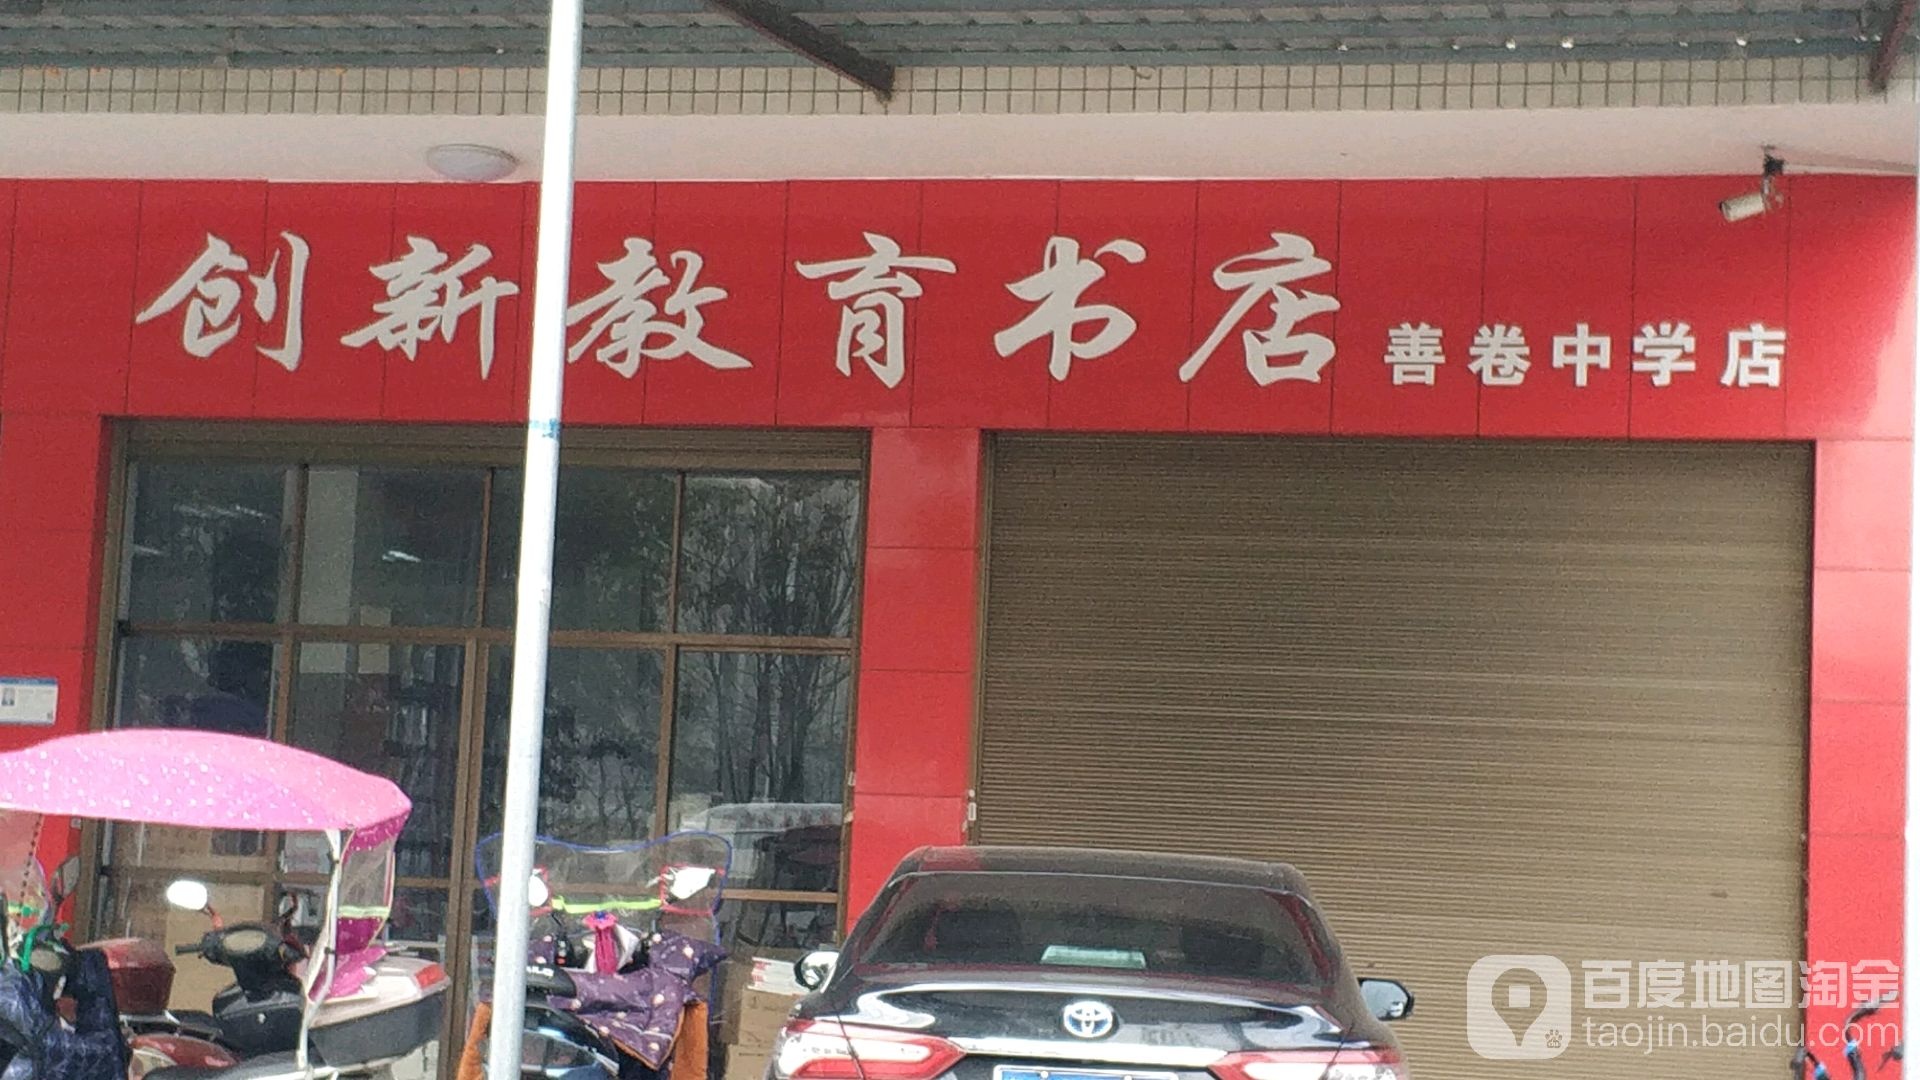 创新教育书店 善卷中学店
百度地图淘金
taojin.baidu.com